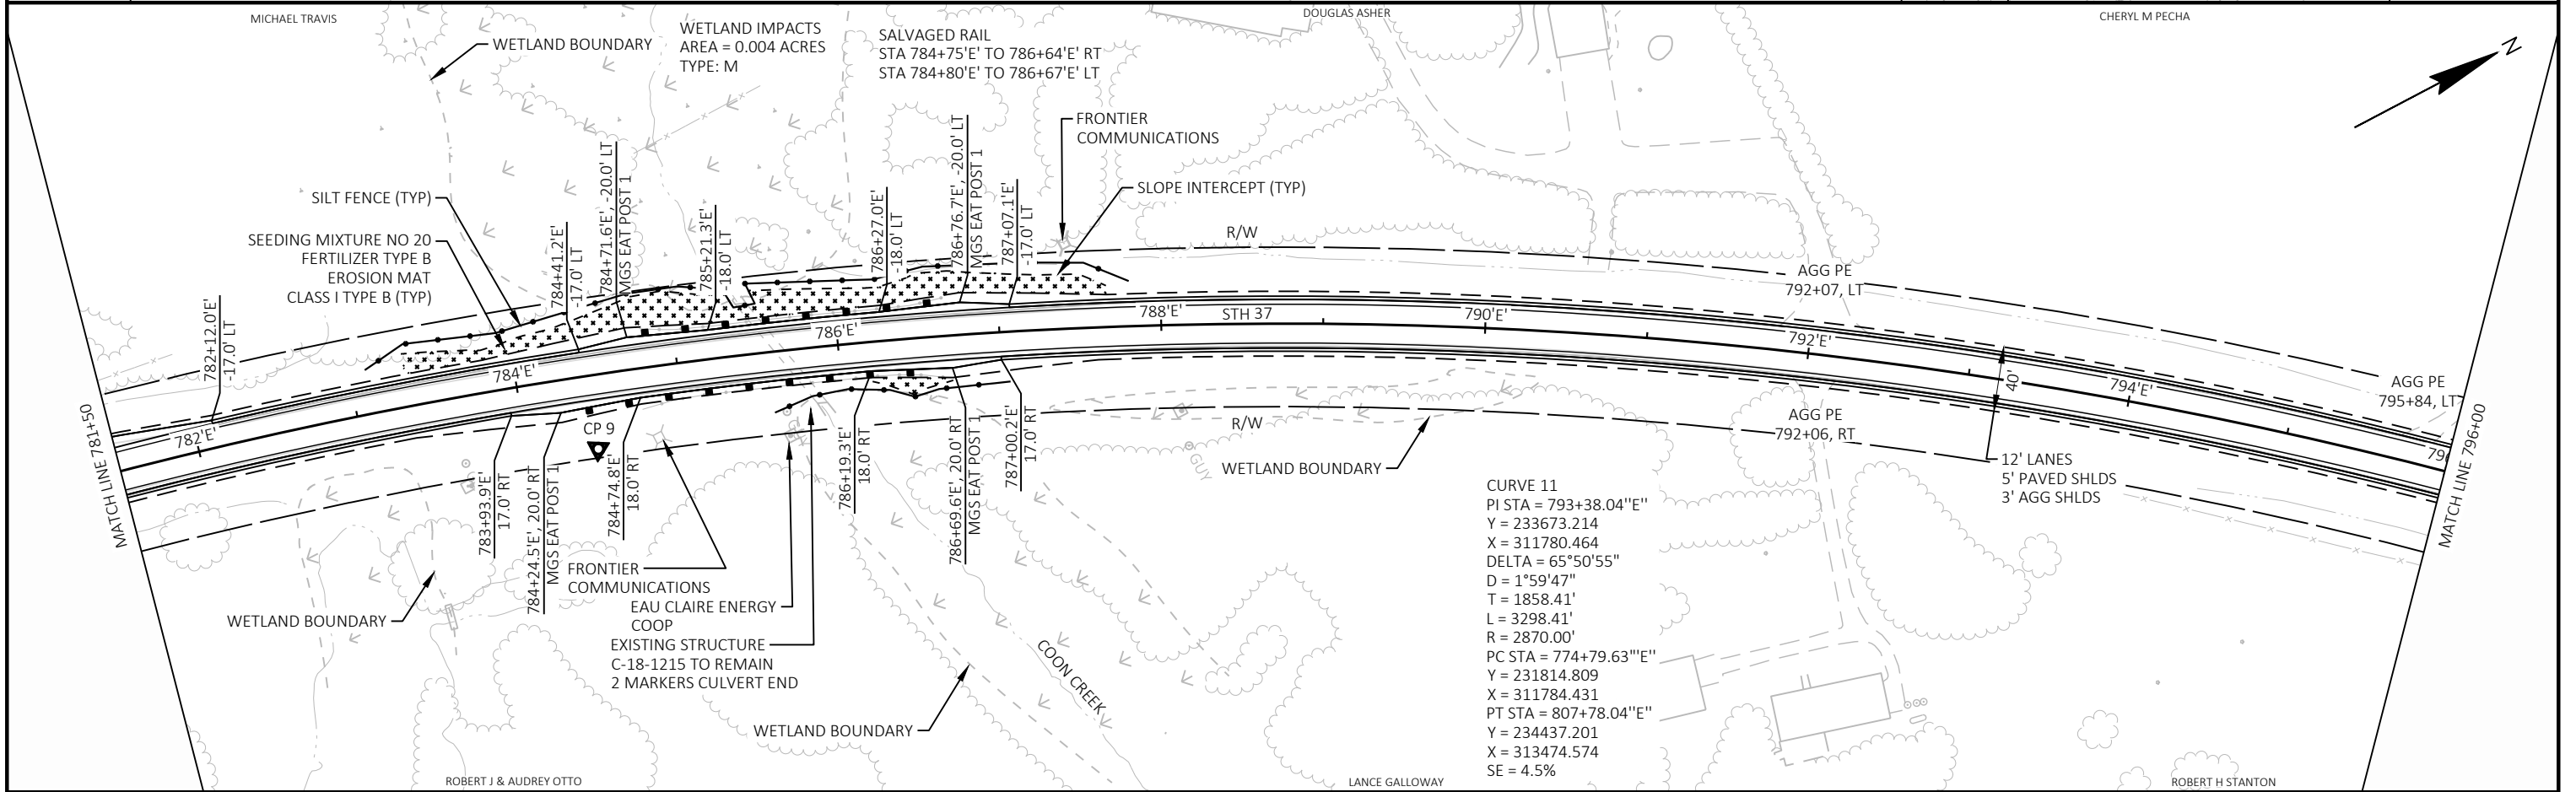 MICHAEL TRAVIS
DOUGLAS ASHER
CHERYL M PECHA
WETLAND BOUNDARY
WETLAND IMPACTS
AREA = 0.004 ACRES
TYPE: M
SALVAGED RAIL
STA 784+75'E' TO 786+64'E' RT
STA 784+80'E' TO 786+67'E' LT
N
FRONTIER
COMMUNICATIONS
SLOPE INTERCEPT (TYP)
SILT FENCE (TYP)
SEEDING MIXTURE NO 20
FERTILIZER TYPE B
EROSION MAT
CLASS I TYPE B (TYP)
782+12.0'E'
-17.0' LT
784+41.2'E'
-17.0' LT
784+71.6'E', -20.0' LT
MGS EAT POST 1
785+21.3'E'
-18.0' LT
786+27.0'E'
-18.0' LT
786+76.7'E', -20.0' LT
MGS EAT POST 1
787+07.1'E'
-17.0' LT
R/W
AGG PE
792+07, LT
AGG PE
795+84, LT
MATCH LINE 781+50
782'E'
784'E'
786'E'
788'E'
STH 37
790'E'
792'E'
794'E'
796
40'
MATCH LINE 796+00
CP 9
783+93.9'E'
17.0' RT
784+24.5'E', 20.0' RT
MGS EAT POST 1
784+74.8'E'
18.0' RT
786+19.3'E'
18.0' RT
786+69.6'E', 20.0' RT
MGS EAT POST 1
787+00.2'E'
17.0' RT
R/W
GUY
WETLAND BOUNDARY
AGG PE
792+06, RT
12' LANES
5' PAVED SHLDS
3' AGG SHLDS
FRONTIER
COMMUNICATIONS
EAU CLAIRE ENERGY
COOP
EXISTING STRUCTURE
C-18-1215 TO REMAIN
2 MARKERS CULVERT END
WETLAND BOUNDARY
WETLAND BOUNDARY
COON CREEK
CURVE 11
PI STA = 793+38.04"E"
Y = 233673.214
X = 311780.464
DELTA = 65°50'55"
D = 1°59'47"
T = 1858.41'
L = 3298.41'
R = 2870.00'
PC STA = 774+79.63"'E''
Y = 231814.809
X = 311784.431
PT STA = 807+78.04"E"
Y = 234437.201
X = 313474.574
SE = 4.5%
ROBERT J & AUDREY OTTO
LANCE GALLOWAY
ROBERT H STANTON